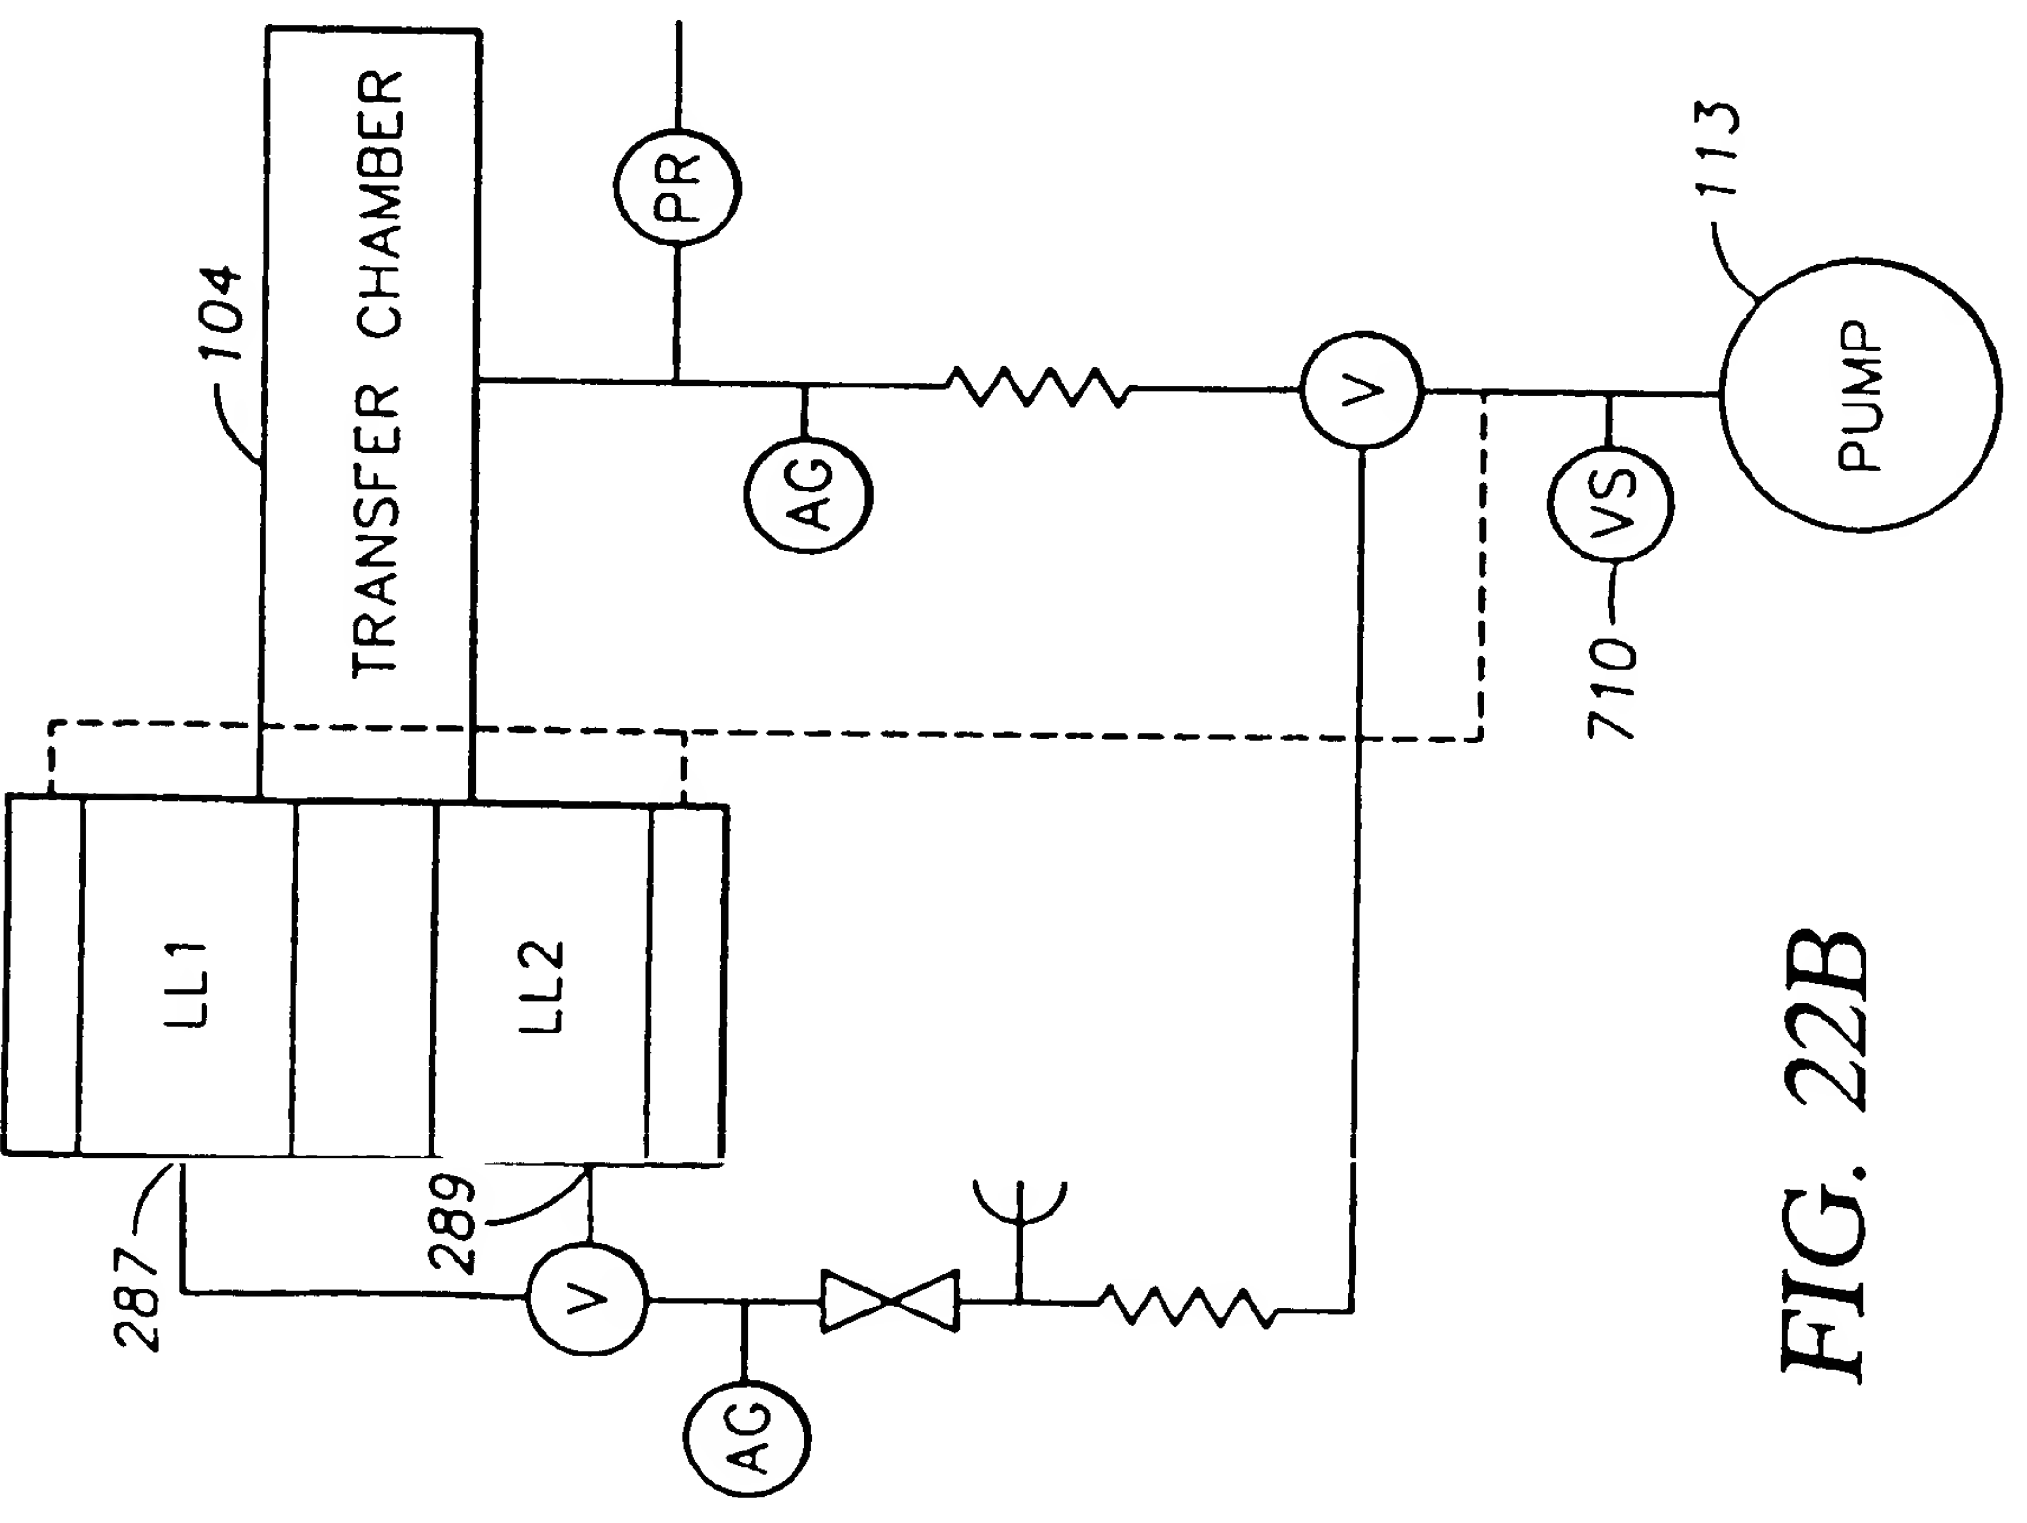 104
TRANSFER CHAMBER
PR
AG
V
VS
710
PUMP
113
LL1
LL2
287
289
V
AG
FIG. 22B